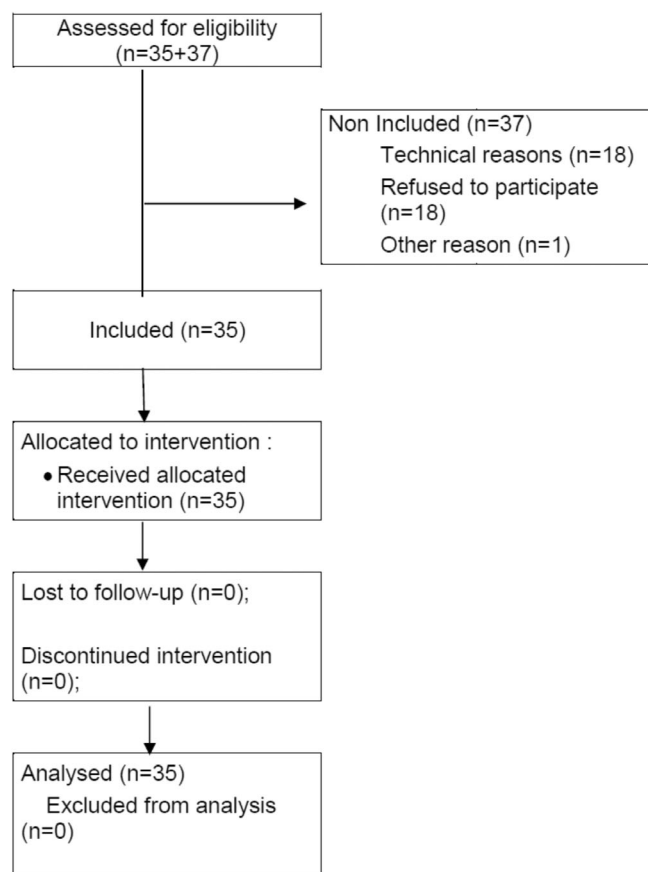 Assessed for eligibility
(n=35+37)
Non Included (n=37)
Technical reasons (n=18)
Refused to participate
(n=18)
Other reason (n=1)
Included (n=35)
Allocated to intervention :
• Received allocated
intervention (n=35)
Lost to follow-up (n=0);
Discontinued intervention
(n=0);
Analysed (n=35)
Excluded from analysis
(n=0)